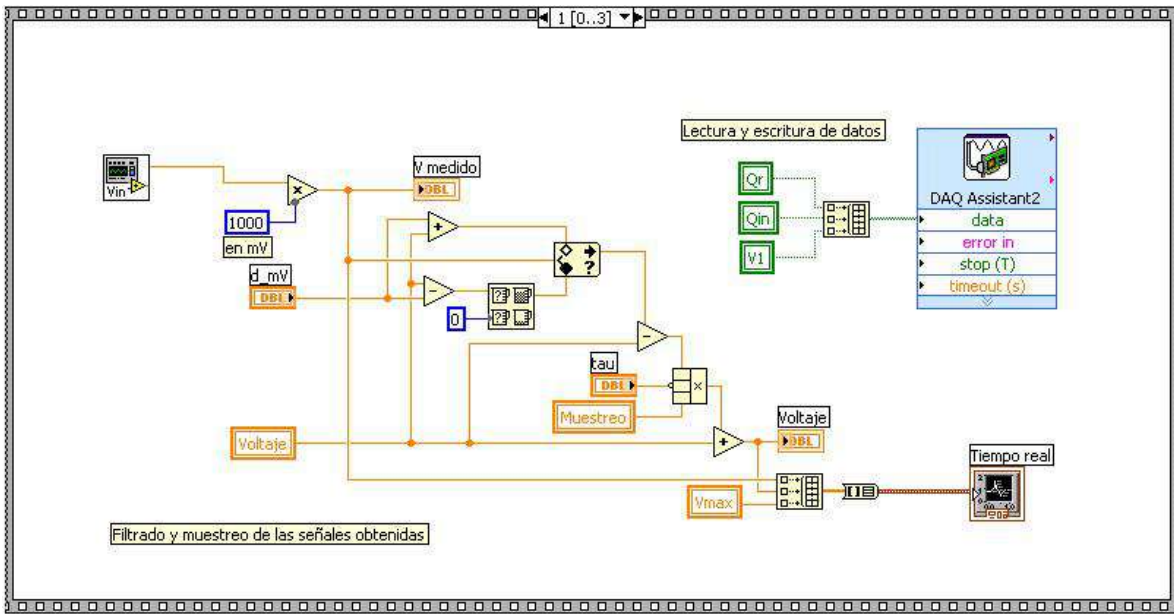 1 [0..3]
Lectura y escritura de datos
Vin
1000
en mV
V medido
DBL
d_mV
DBL
0
Qr
Qin
V1
DAQ Assistant2
data
error in
stop (T)
timeout (s)
tau
DBL
Muestreo
Voltaje
Voltaje
DBL
Vmax
Tiempo real
Filtrado y muestreo de las señales obtenidas